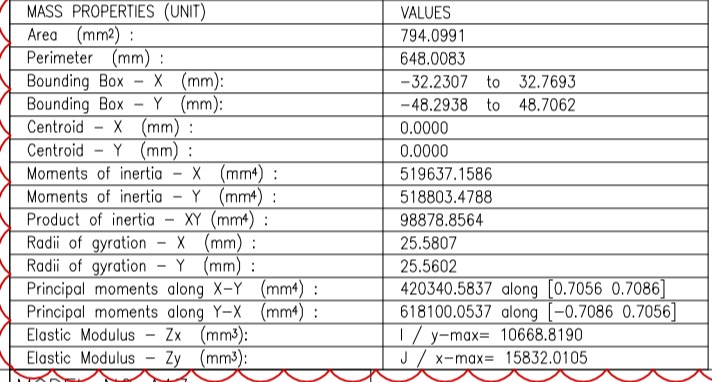 MASS PROPERTIES (UNIT) VALUES
Area (mm2) : 794.0991
Perimeter (mm) : 648.0083
Bounding Box – X (mm): –32.2307 to 32.7693
Bounding Box – Y (mm): –48.2938 to 48.7062
Centroid – X (mm) : 0.0000
Centroid – Y (mm) : 0.0000
Moments of inertia – X (mm4) : 519637.1586
Moments of inertia – Y (mm4) : 518803.4788
Product of inertia – XY (mm4) : 98878.8564
Radii of gyration – X (mm) : 25.5807
Radii of gyration – Y (mm) : 25.5602
Principal moments along X–Y (mm4) : 420340.5837 along [0.7056 0.7086]
Principal moments along Y–X (mm4) : 618100.0537 along [–0.7086 0.7056]
Elastic Modulus – Zx (mm3): I / y–max= 10668.8190
Elastic Modulus – Zy (mm3): J / x–max= 15832.0105